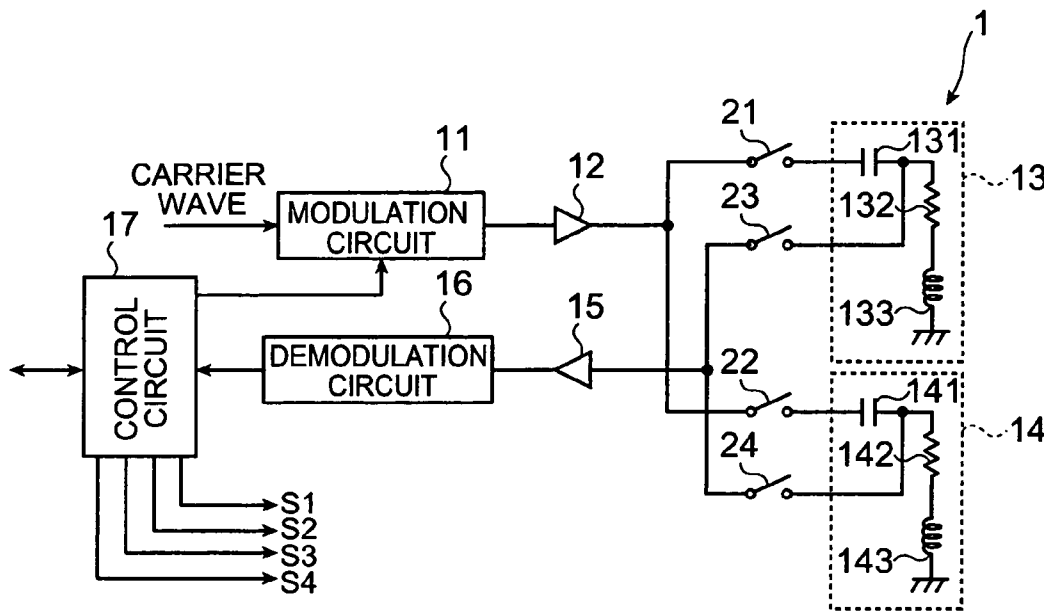 1
21
131
11
12
CARRIER
WAVE
MODULATION
CIRCUIT
13
132
23
17
133
16
15
CONTROL
CIRCUIT
DEMODULATION
CIRCUIT
22
141
14
142
24
143
S1
S2
S3
S4